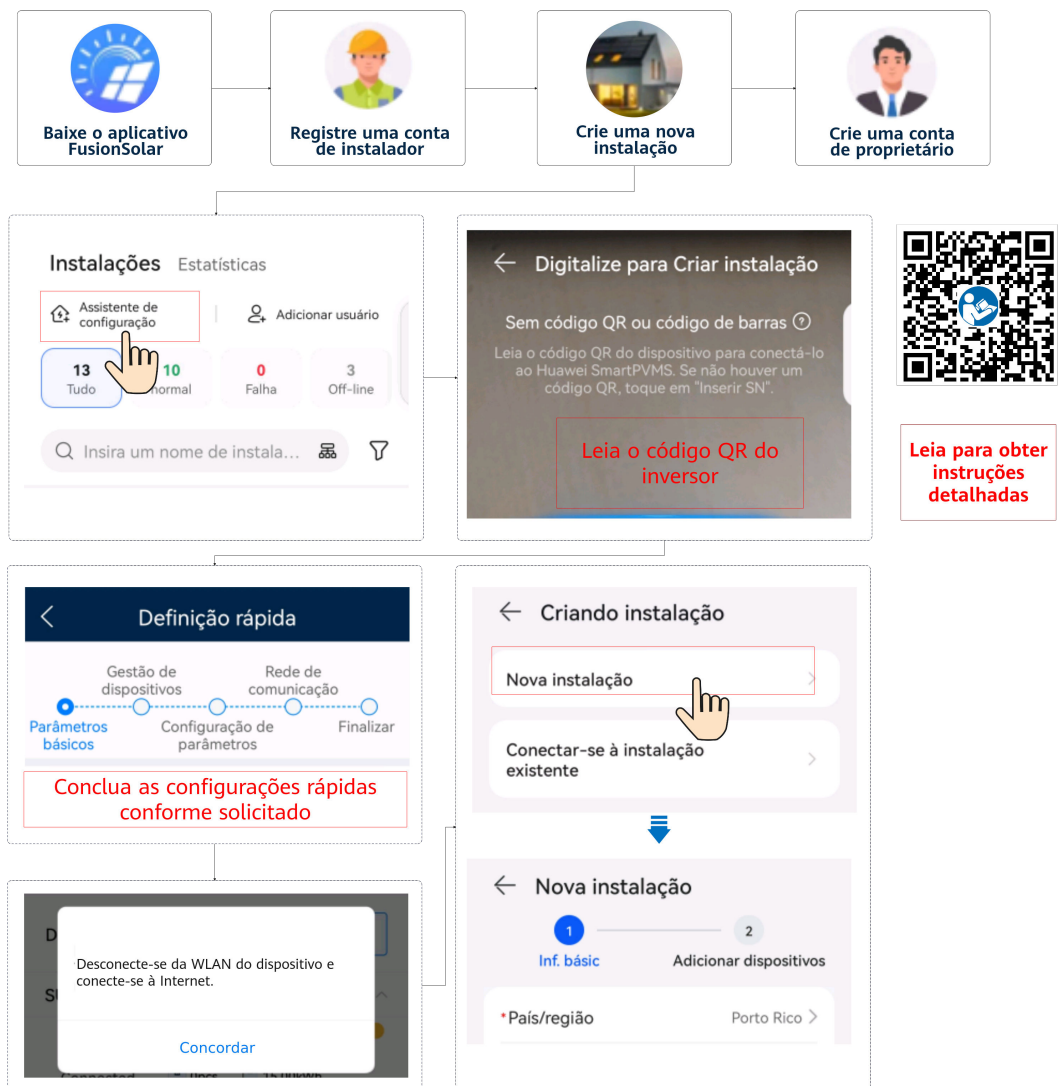 Baixe o aplicativo
FusionSolar
Registre uma conta
de instalador
Crie uma nova
instalação
Crie uma conta
de proprietário
Instalações Estatísticas
Assistente de
configuração
Adicionar usuário
13
Tudo
10
normal
0
Falha
3
Off-line
Insira um nome de instala...
Digitalize para Criar instalação
Sem código QR ou código de barras
Leia o código QR do dispositivo para conectá-lo
ao Huawei SmartPVMS. Se não houver um
código QR, toque em "Inserir SN".
Leia o código QR do
inversor
Leia para obter
instruções
detalhadas
Definição rápida
Gestão de
dispositivos
Rede de
comunicação
Parâmetros
básicos
Configuração de
parâmetros
Finalizar
Conclua as configurações rápidas
conforme solicitado
Desconecte-se da WLAN do dispositivo e
conecte-se à Internet.
Concordar
Criando instalação
Nova instalação
Conectar-se à instalação
existente
Nova instalação
1
2
Inf. básic
Adicionar dispositivos
*País/região
Porto Rico